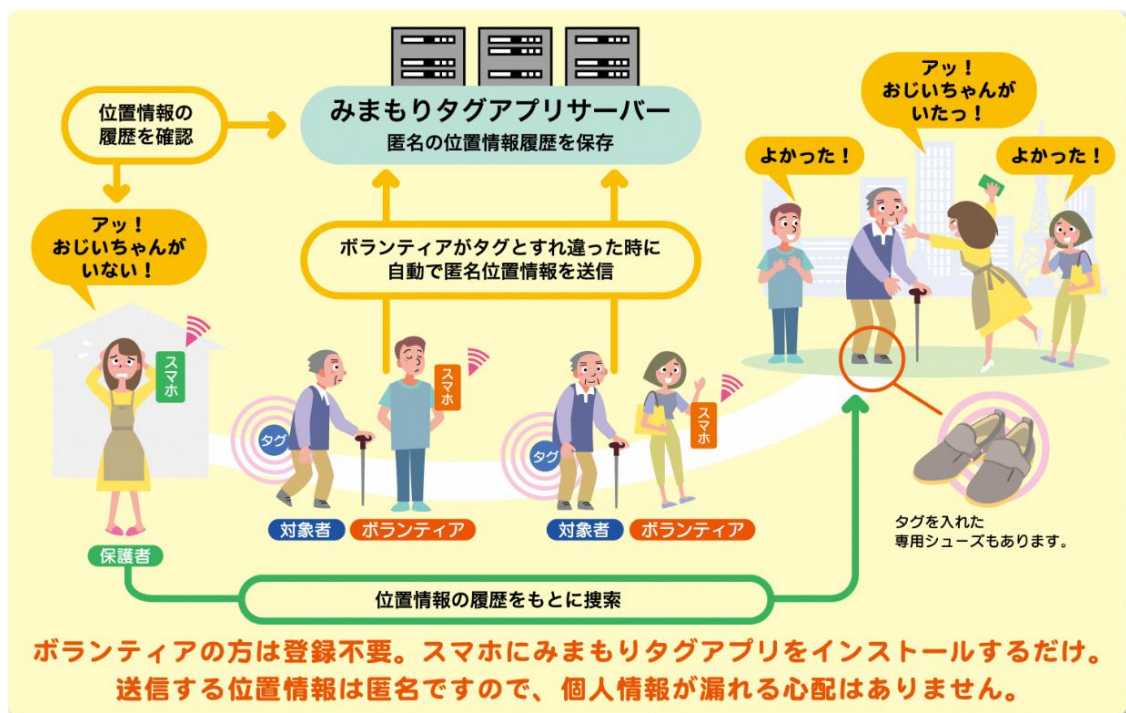 みまもりタグアプリサーバー
匿名の位置情報履歴を保存
位置情報の
履歴を確認
アッ！
おじいちゃんが
いない！
スマホ
保護者
ボランティアがタグとすれ違った時に
自動で匿名位置情報を送信
タグ
スマホ
対象者
ボランティア
タグ
スマホ
対象者
ボランティア
よかった！
アッ！
おじいちゃんが
いたっ！
よかった！
タグを入れた
専用シューズもあります。
位置情報の履歴をもとに捜索
ボランティアの方は登録不要。スマホにみまもりタグアプリをインストールするだけ。
送信する位置情報は匿名ですので、個人情報が漏れる心配はありません。